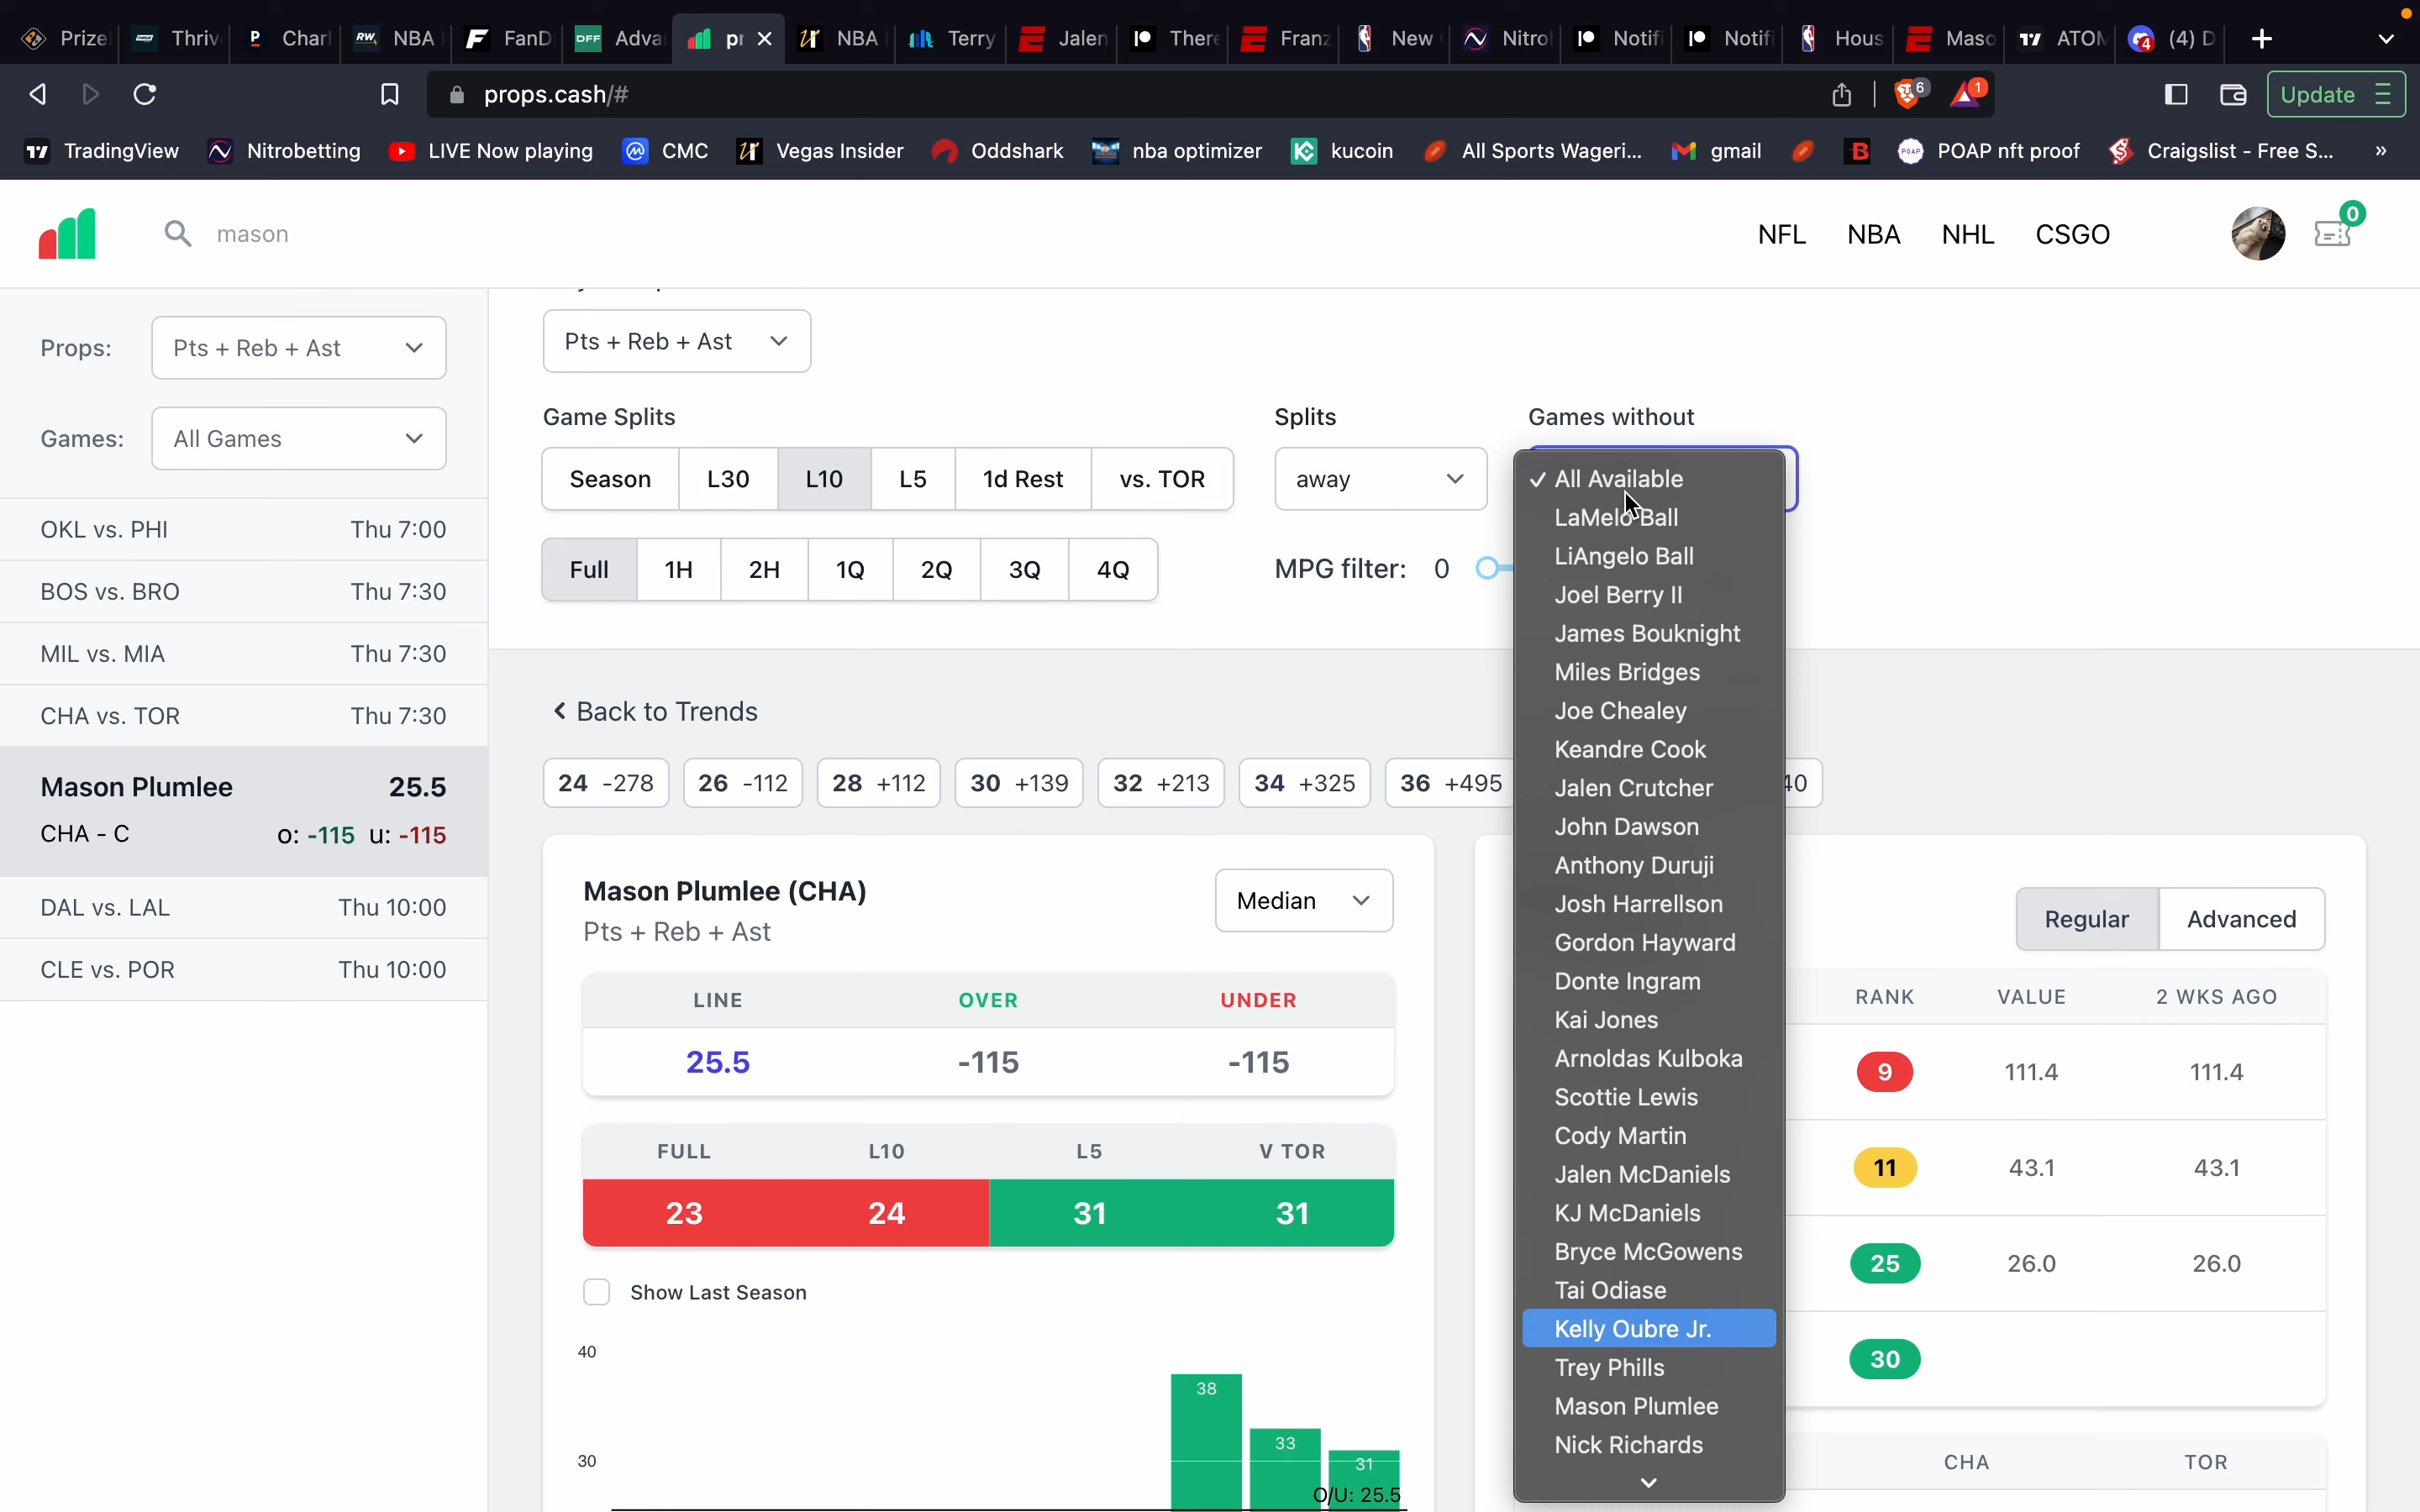 Prize Thriv Charl NBA FanD Adva pr NBA Terry Jalen There Franz New Nitrol Notifi Notifi Hous Maso ATOM (4) D
props.cash/#
6 1 Update
TradingView Nitrobetting LIVE Now playing CMC Vegas Insider Oddshark nba optimizer kucoin All Sports Wageri... gmail POAP nft proof Craigslist - Free S... »
mason NFL NBA NHL CSGO 0
Props: Pts + Reb + Ast
Games: All Games
OKL vs. PHI Thu 7:00
BOS vs. BRO Thu 7:30
MIL vs. MIA Thu 7:30
CHA vs. TOR Thu 7:30
Mason Plumlee 25.5
CHA - C o: -115 u: -115
DAL vs. LAL Thu 10:00
CLE vs. POR Thu 10:00
Pts + Reb + Ast
Game Splits
Season L30 L10 L5 1d Rest vs. TOR
Full 1H 2H 1Q 2Q 3Q 4Q
Splits
away
MPG filter: 0
Games without
All Available
LaMelo Ball
LiAngelo Ball
Joel Berry II
James Bouknight
Miles Bridges
Joe Chealey
Keandre Cook
Jalen Crutcher
John Dawson
Anthony Duruji
Josh Harrellson
Gordon Hayward
Donte Ingram
Kai Jones
Arnoldas Kulboka
Scottie Lewis
Cody Martin
Jalen McDaniels
KJ McDaniels
Bryce McGowens
Tai Odiase
Kelly Oubre Jr.
Trey Phills
Mason Plumlee
Nick Richards
Back to Trends
24 -278 26 -112 28 +112 30 +139 32 +213 34 +325 36 +495 40
Mason Plumlee (CHA) Median
Pts + Reb + Ast
LINE OVER UNDER
25.5 -115 -115
FULL L10 L5 V TOR
23 24 31 31
Show Last Season
40
38
33
30
31
O/U: 25.5
Regular Advanced
RANK VALUE 2 WKS AGO
9 111.4 111.4
11 43.1 43.1
25 26.0 26.0
30
CHA TOR